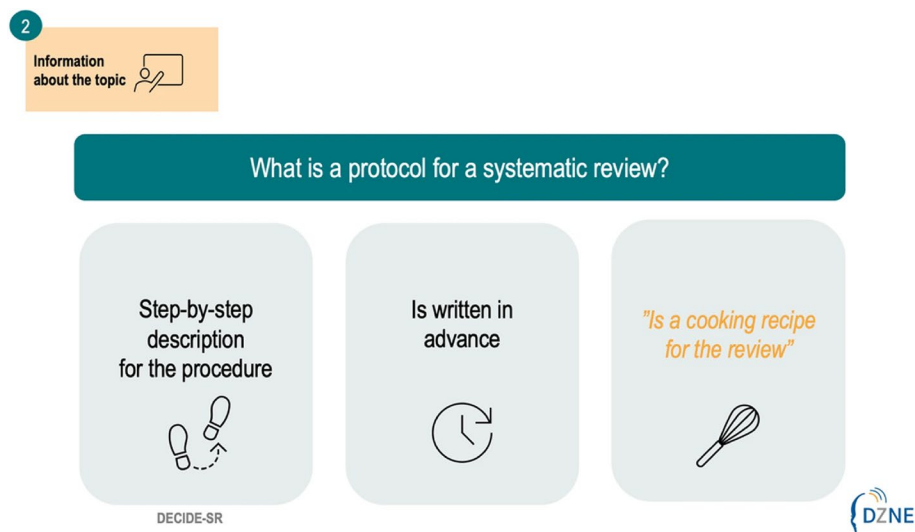 2
Information
about the topic
What is a protocol for a systematic review?
Step-by-step
description
for the procedure
Is written in
advance
”Is a cooking recipe
for the review”
DECIDE-SR
DZNE